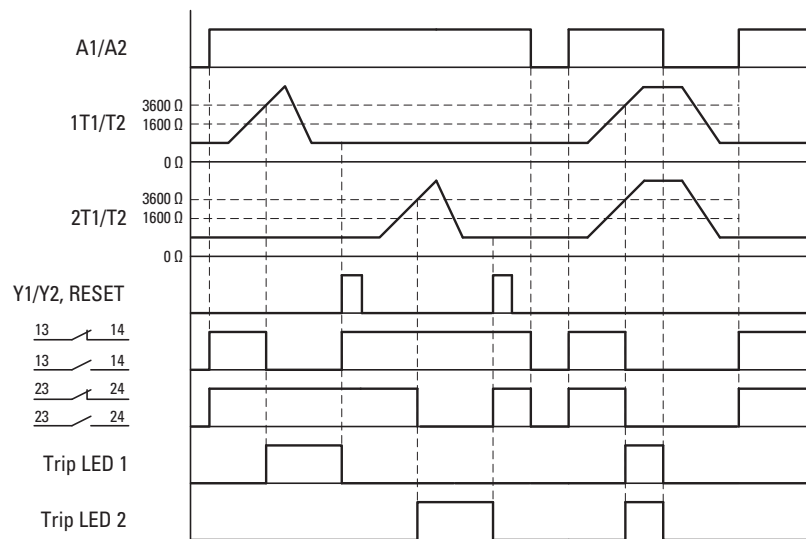 A1/A2
3600 Ω
1T1/T2
1600 Ω
0 Ω
3600 Ω
2T1/T2
1600 Ω
0 Ω
Y1/Y2, RESET
13 14
13 14
23 24
23 24
Trip LED 1
Trip LED 2